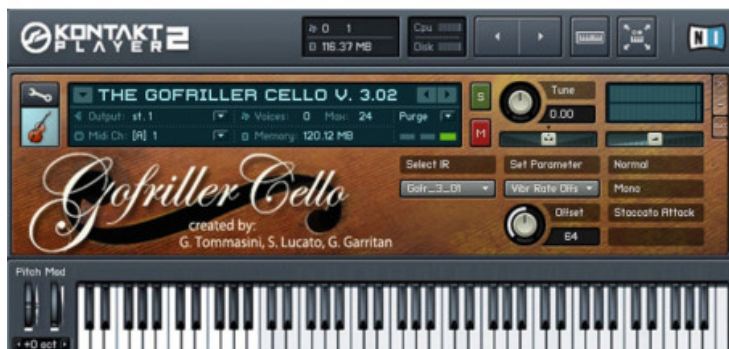 KONTAKT
PLAYER 2
0 1
116.37 MB
Cpu
Disk
NI
THE GOFRILLER CELLO V. 3.02
Output: st.1 Voices: 0 Max: 24 Purge
Midi Ch: [A] 1 Memory: 120.12 MB
S
M
Tune
0.00
Gofriller Cello
created by:
G. Tommasini, S. Lucato, G. Garritan
Select IR
Gofr_3_01
Set Parameter
Vibr Rate Offs
Offset
64
Normal
Mono
Staccato Attack
Pitch Mod
+0 oct